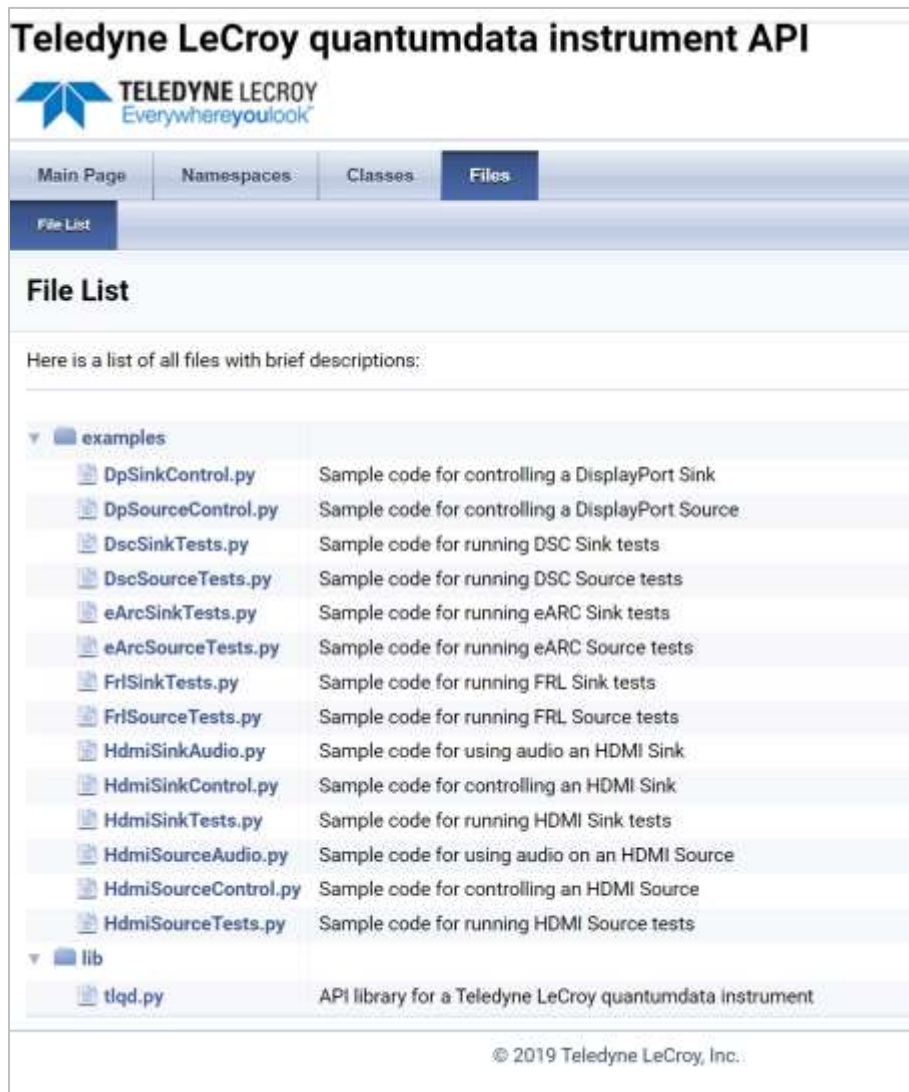 Teledyne LeCroy quantumdata instrument API
TELEDYNE LECROY
Everywhereyoulook™
Main Page Namespaces Classes Files
File List
File List
Here is a list of all files with brief descriptions:
examples
DpSinkControl.py Sample code for controlling a DisplayPort Sink
DpSourceControl.py Sample code for controlling a DisplayPort Source
DscSinkTests.py Sample code for running DSC Sink tests
DscSourceTests.py Sample code for running DSC Source tests
eArcSinkTests.py Sample code for running eARC Sink tests
eArcSourceTests.py Sample code for running eARC Source tests
FrlSinkTests.py Sample code for running FRL Sink tests
FrlSourceTests.py Sample code for running FRL Source tests
HdmiSinkAudio.py Sample code for using audio an HDMI Sink
HdmiSinkControl.py Sample code for controlling an HDMI Sink
HdmiSinkTests.py Sample code for running HDMI Sink tests
HdmiSourceAudio.py Sample code for using audio on an HDMI Source
HdmiSourceControl.py Sample code for controlling an HDMI Source
HdmiSourceTests.py Sample code for running HDMI Source tests
lib
tlqd.py API library for a Teledyne LeCroy quantumdata instrument
© 2019 Teledyne LeCroy, Inc.